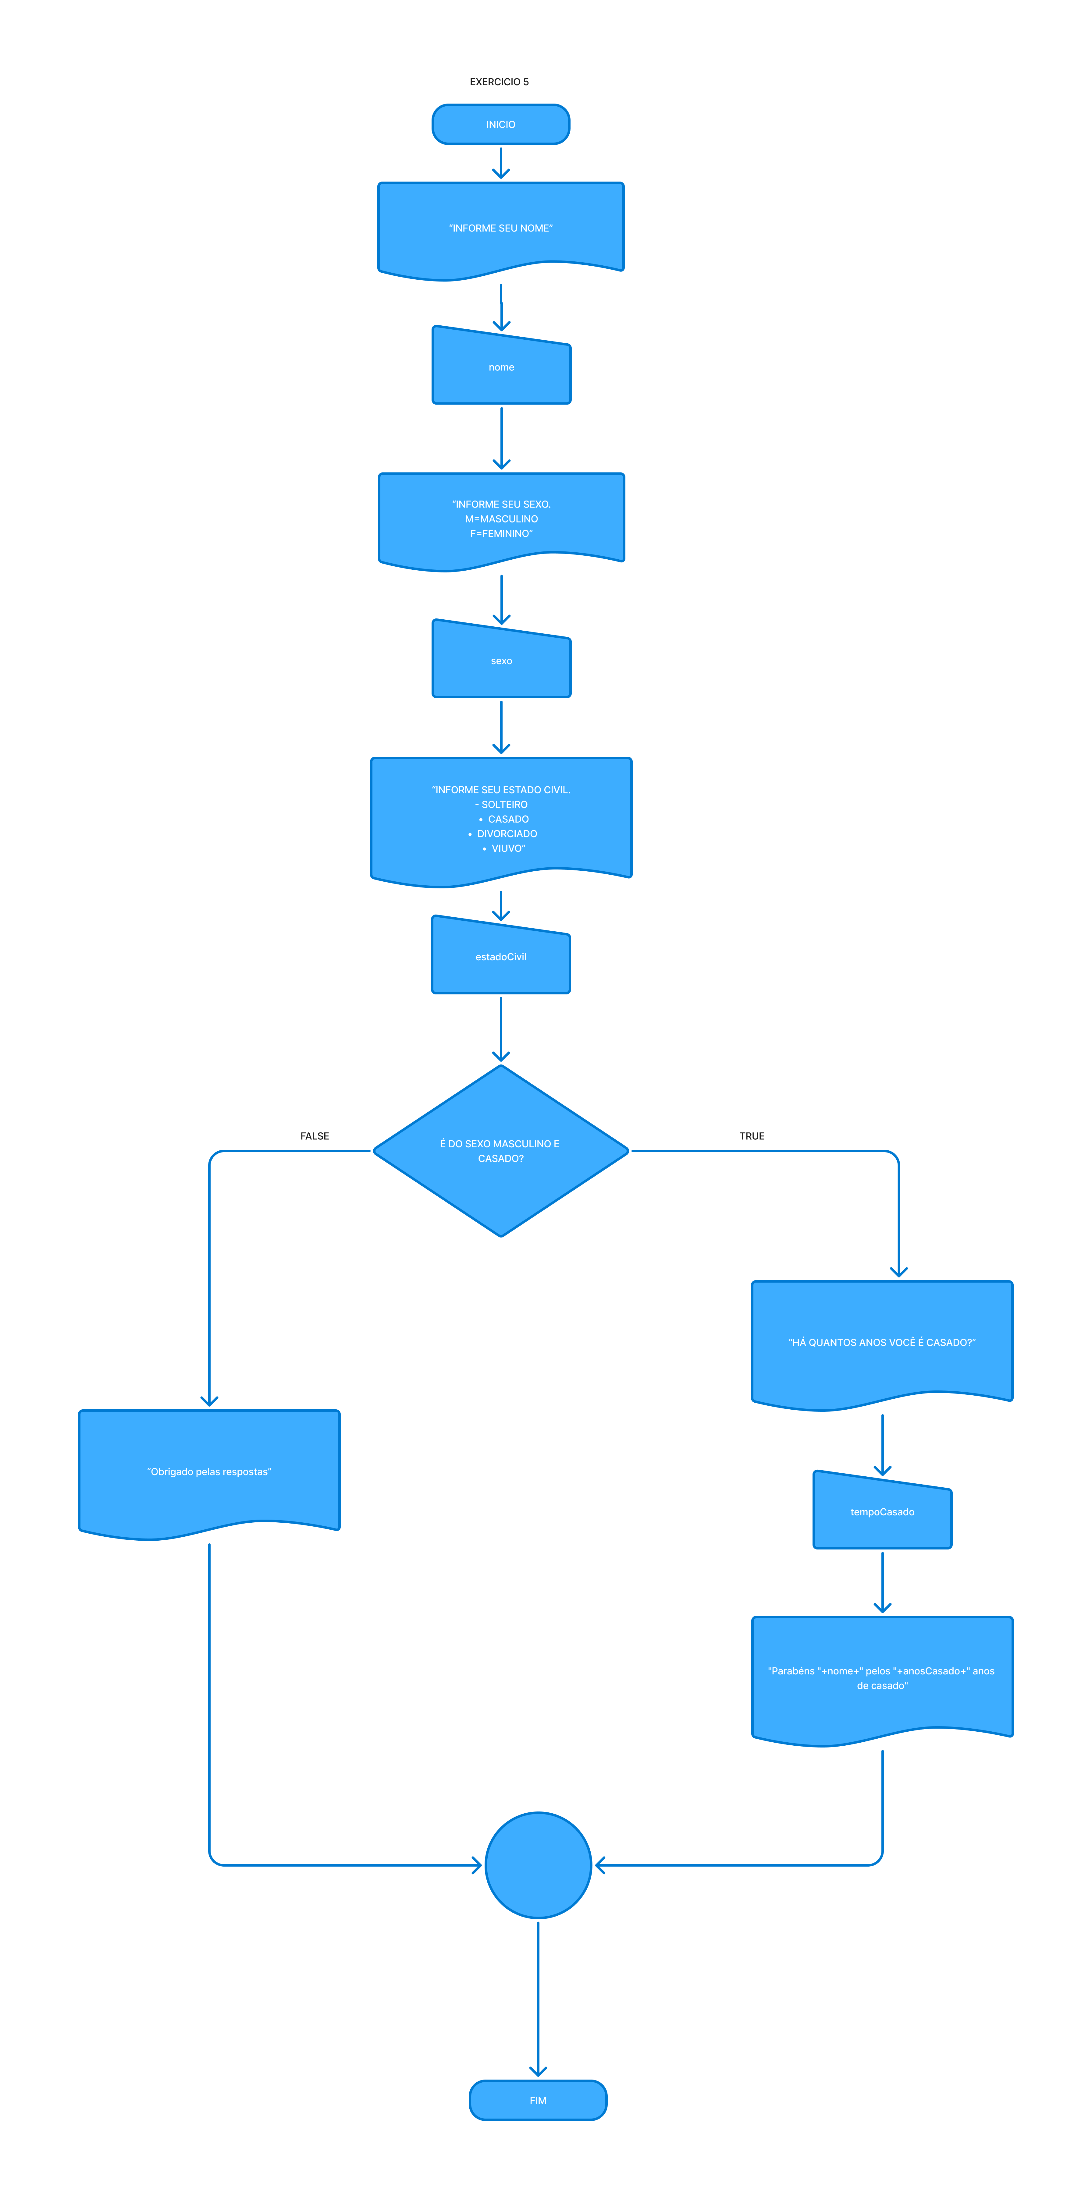 EXERCICIO 5
INICIO
“INFORME SEU NOME”
nome
“INFORME SEU SEXO.
M=MASCULINO
F=FEMININO”
sexo
“INFORME SEU ESTADO CIVIL.
- SOLTEIRO
• CASADO
• DIVORCIADO
• VIUVO”
estadoCivil
É DO SEXO MASCULINO E
CASADO?
FALSE
TRUE
“HÁ QUANTOS ANOS VOCÊ É CASADO?”
“Obrigado pelas respostas”
tempoCasado
"Parabéns "+nome+" pelos "+anosCasado+" anos
de casado"
FIM